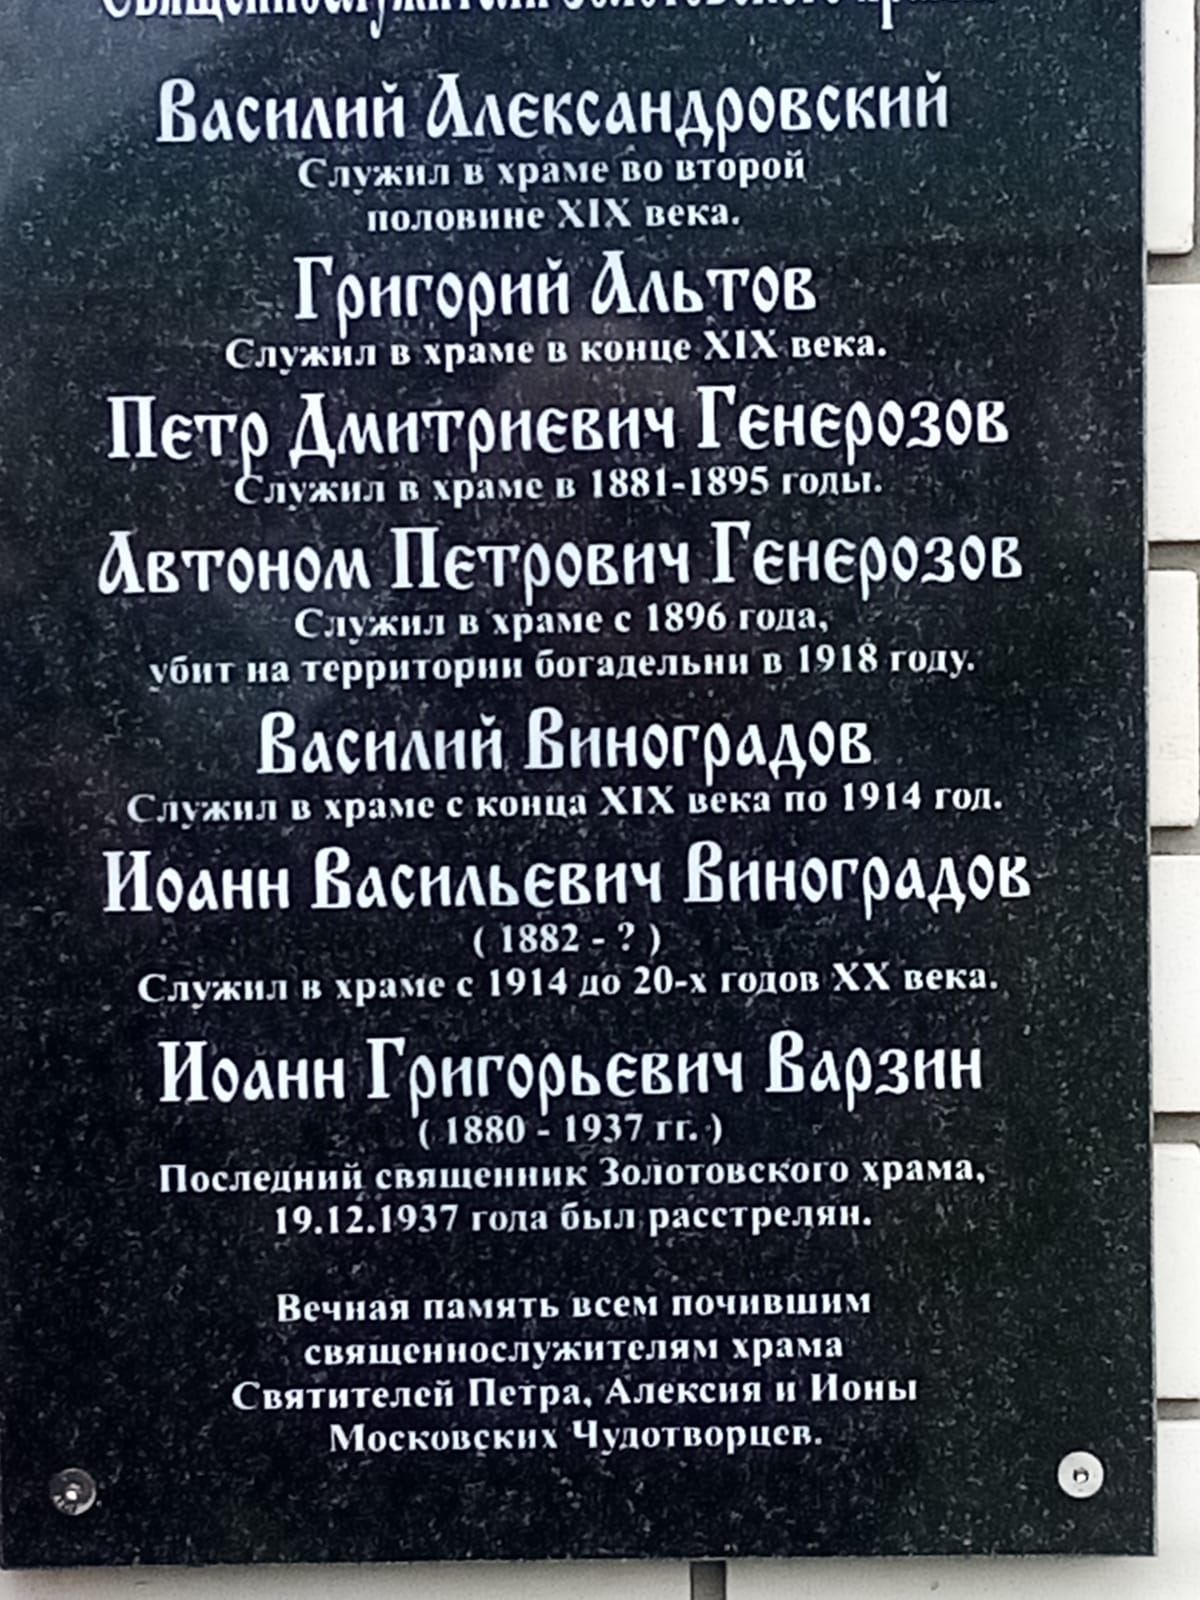 Священнослужители Золотовского храма
Василий Александровский
Служил в храме во второй
половине XIX века.
Григорий Альтов
Служил в храме в конце XIX века.
Петр Дмитриевич Генерозов
Служил в храме в 1881-1895 годы.
Автоном Петрович Генерозов
Служил в храме с 1896 года,
убит на территории богадельни в 1918 году.
Василий Виноградов
Служил в храме с конца XIX века по 1914 год.
Иоанн Васильевич Виноградов
( 1882 - ? )
Служил в храме с 1914 до 20-х годов XX века.
Иоанн Григорьевич Варзин
( 1880 - 1937 гг. )
Последний священник Золотовского храма,
19.12.1937 года был расстрелян.
Вечная память всем почившим
священнослужителям храма
Святителей Петра, Алексия и Ионы
Московских Чудотворцев.